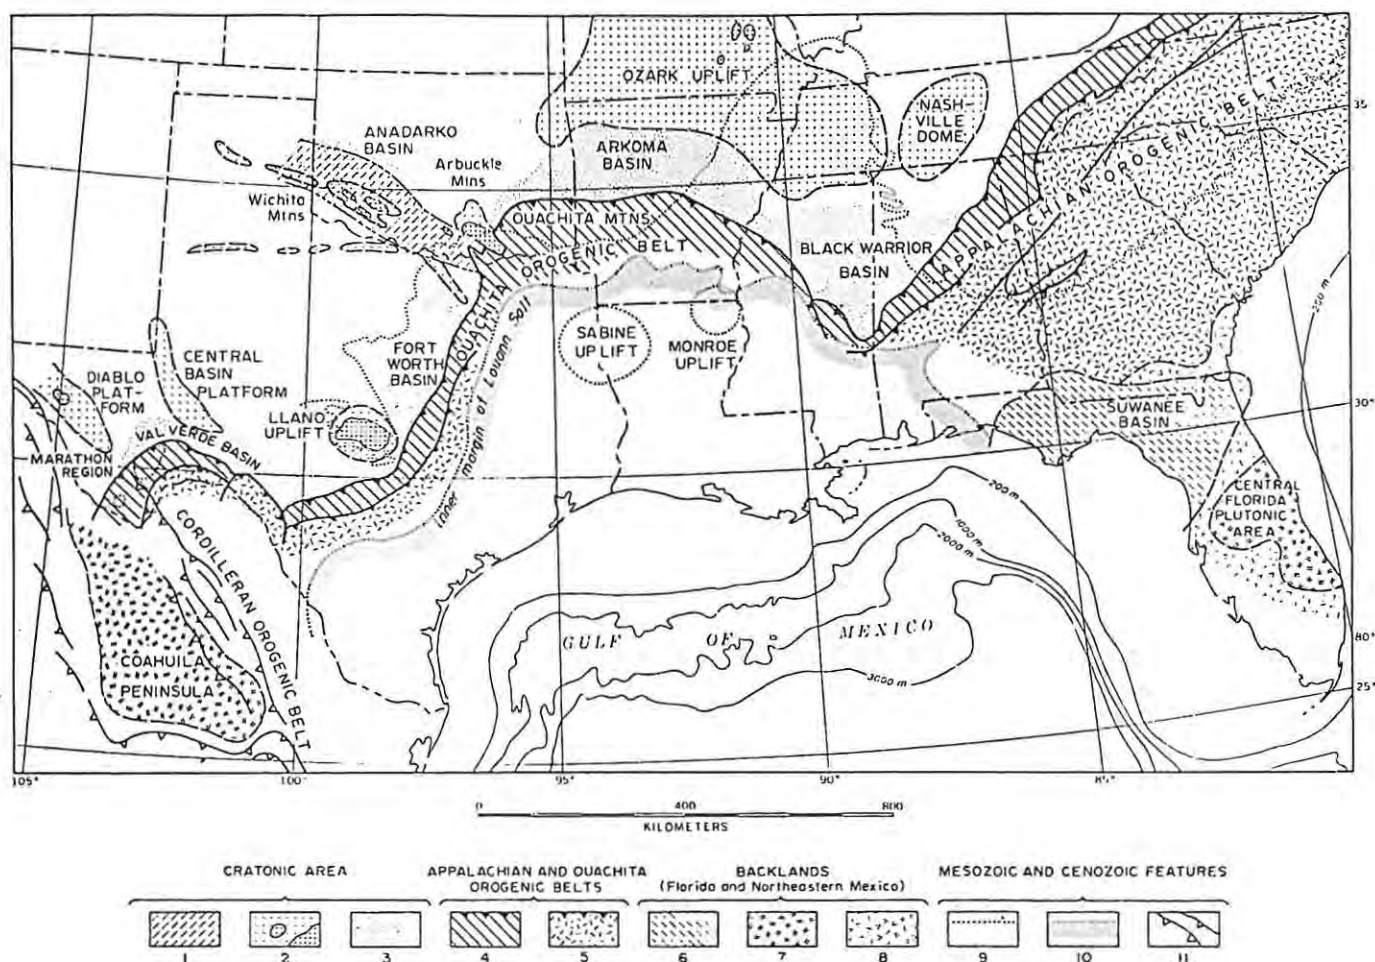 OZARK UPLIFT
NASH-
VILLE
DOME
35
ANADARKO
BASIN
Arbuckle
Mtns
ARKOMA
BASIN
APPALACHIAN OROGENIC BELT
Wichita
Mtns
OUACHITA MTNS
OUACHITA OROGENIC BELT
BLACK WARRIOR
BASIN
Inner margin of Louann Salt
SABINE
UPLIFT
MONROE
UPLIFT
CENTRAL
BASIN
PLATFORM
FORT
WORTH
BASIN
DIABLO
PLAT-
FORM
LLANO
UPLIFT
30°
SUWANEE
BASIN
VAL VERDE BASIN
MARATHON
REGION
200 m
CENTRAL
FLORIDA
PLUTONIC
AREA
200 m
1000 m
2000 m
CORDILLERAN OROGENIC BELT
GULF OF MEXICO
80°
COAHUILA
PENINSULA
3000 m
25°
105° 100° 95° 90° 85°
0 400 800
KILOMETERS
CRATONIC AREA
APPALACHIAN AND OUACHITA
OROGENIC BELTS
BACKLANDS
(Florida and Northeastern Mexico)
MESOZOIC AND CENOZOIC FEATURES
1 2 3 4 5 6 7 8 9 10 11